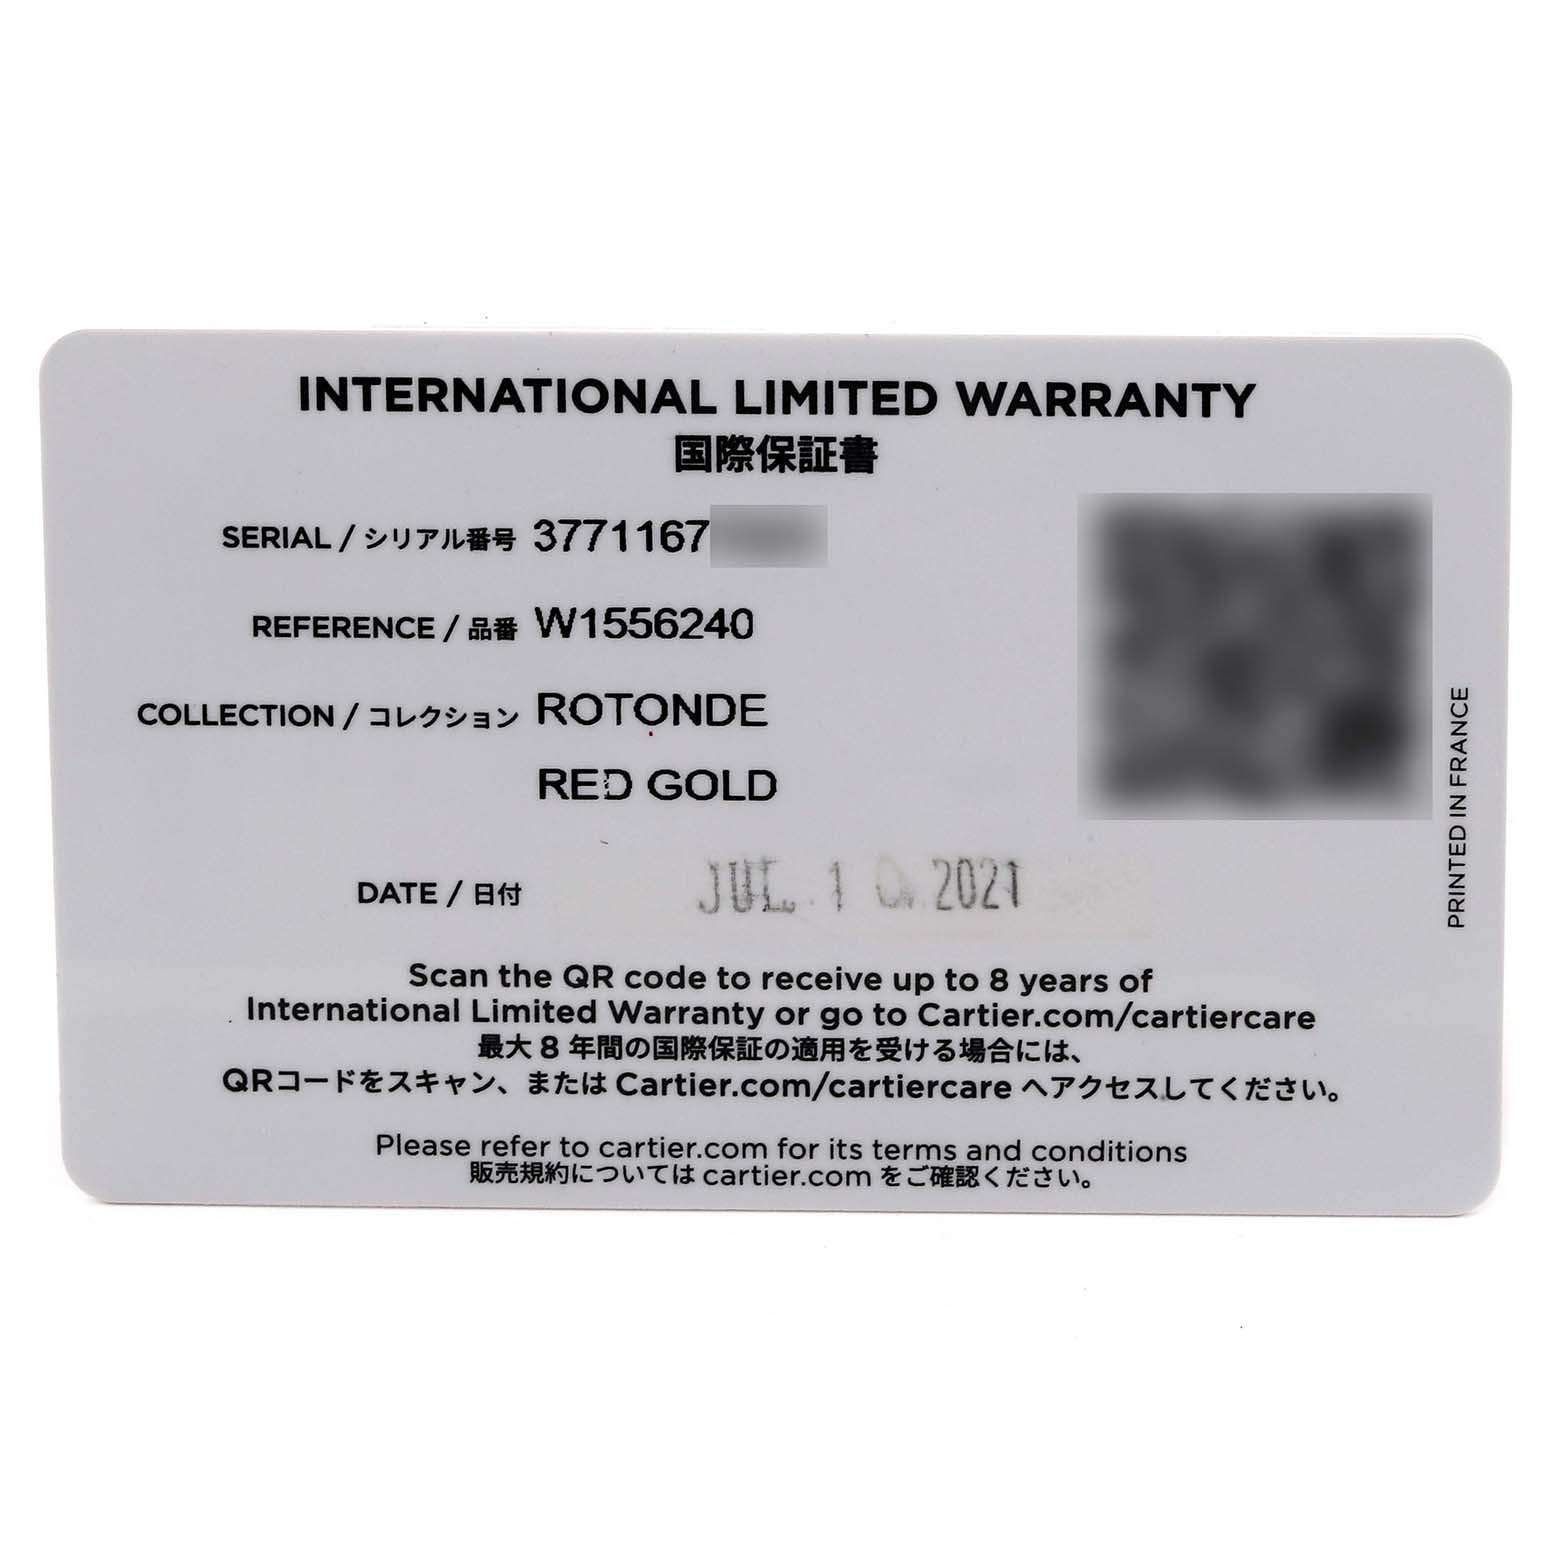 INTERNATIONAL LIMITED WARRANTY
国際保証書
SERIAL / シリアル番号 3771167
REFERENCE / 品番 W1556240
COLLECTION / コレクション ROTONDE
RED GOLD
DATE / 日付 JUL. 1 0. 2021
Scan the QR code to receive up to 8 years of
International Limited Warranty or go to Cartier.com/cartiercare
最大 8 年間の国際保証の適用を受ける場合には、
QRコードをスキャン、または Cartier.com/cartiercare へアクセスしてください。
Please refer to cartier.com for its terms and conditions
販売規約については cartier.com をご確認ください。
PRINTED IN FRANCE